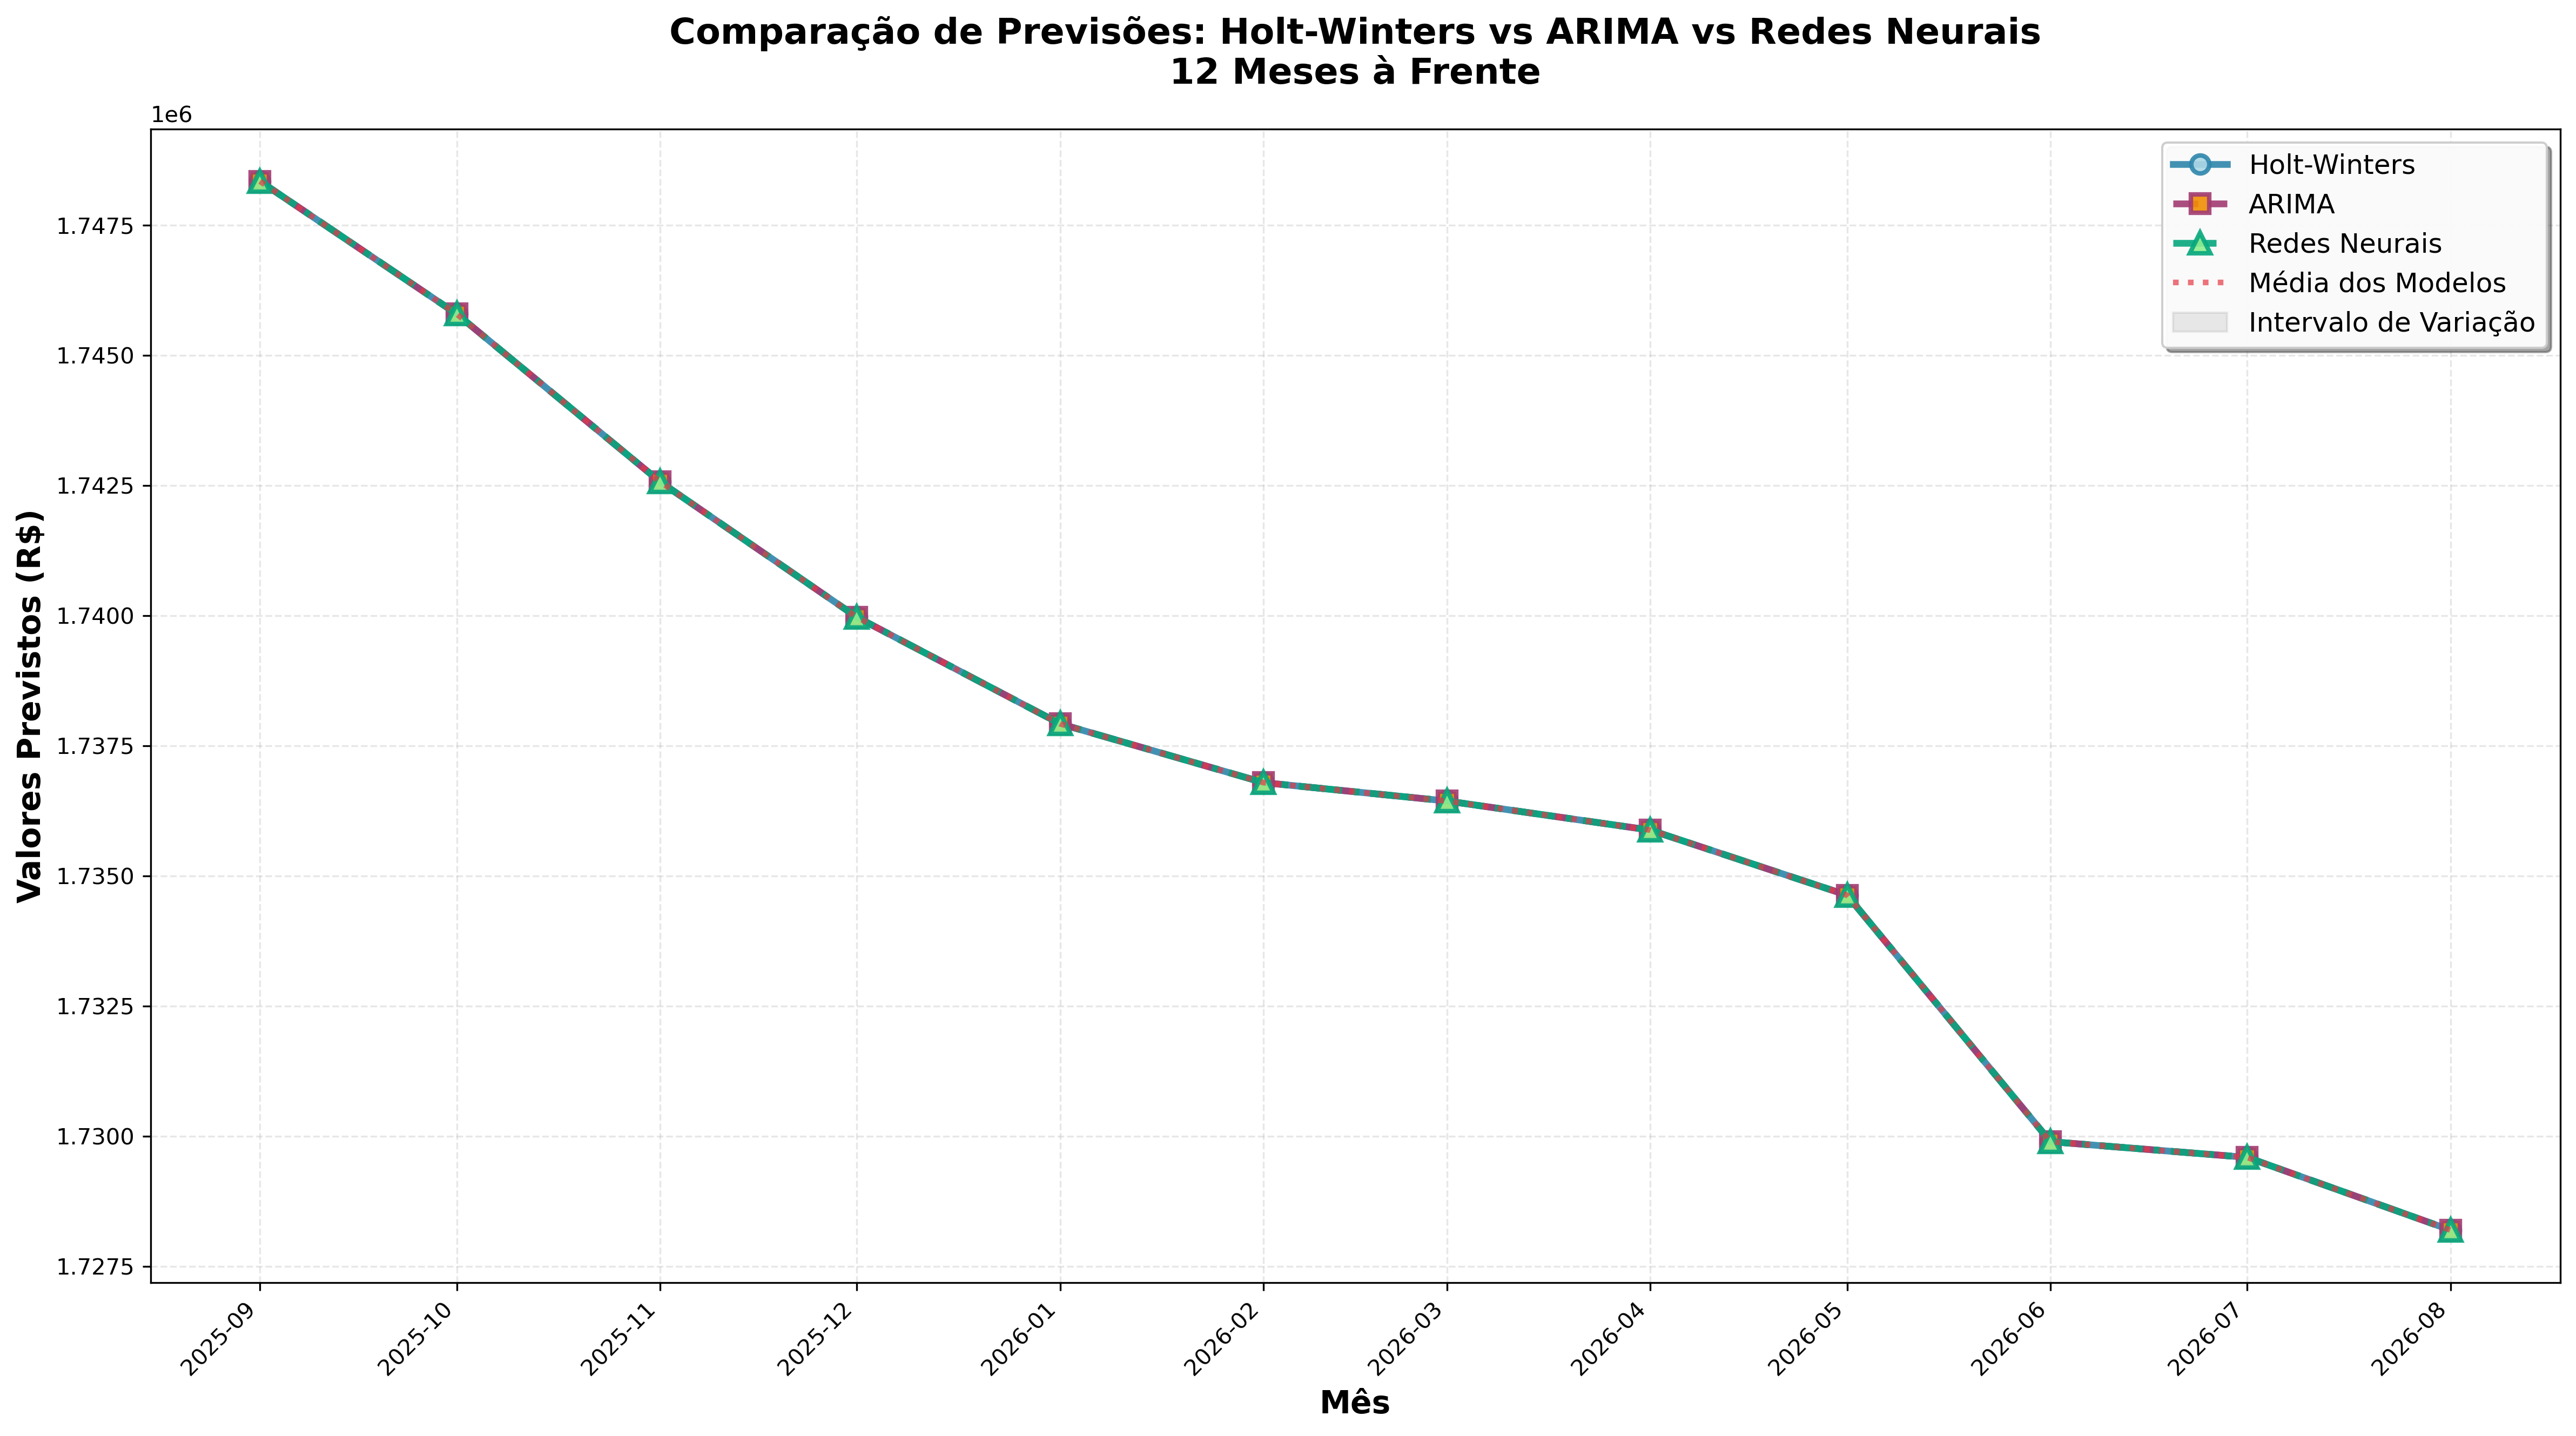 Comparação de Previsões: Holt-Winters vs ARIMA vs Redes Neurais
12 Meses à Frente
1e6
Holt-Winters
ARIMA
Redes Neurais
Média dos Modelos
Intervalo de Variação
Valores Previstos (R$)
1.7475
1.7450
1.7425
1.7400
1.7375
1.7350
1.7325
1.7300
1.7275
2025-09
2025-10
2025-11
2025-12
2026-01
2026-02
2026-03
2026-04
2026-05
2026-06
2026-07
2026-08
Mês